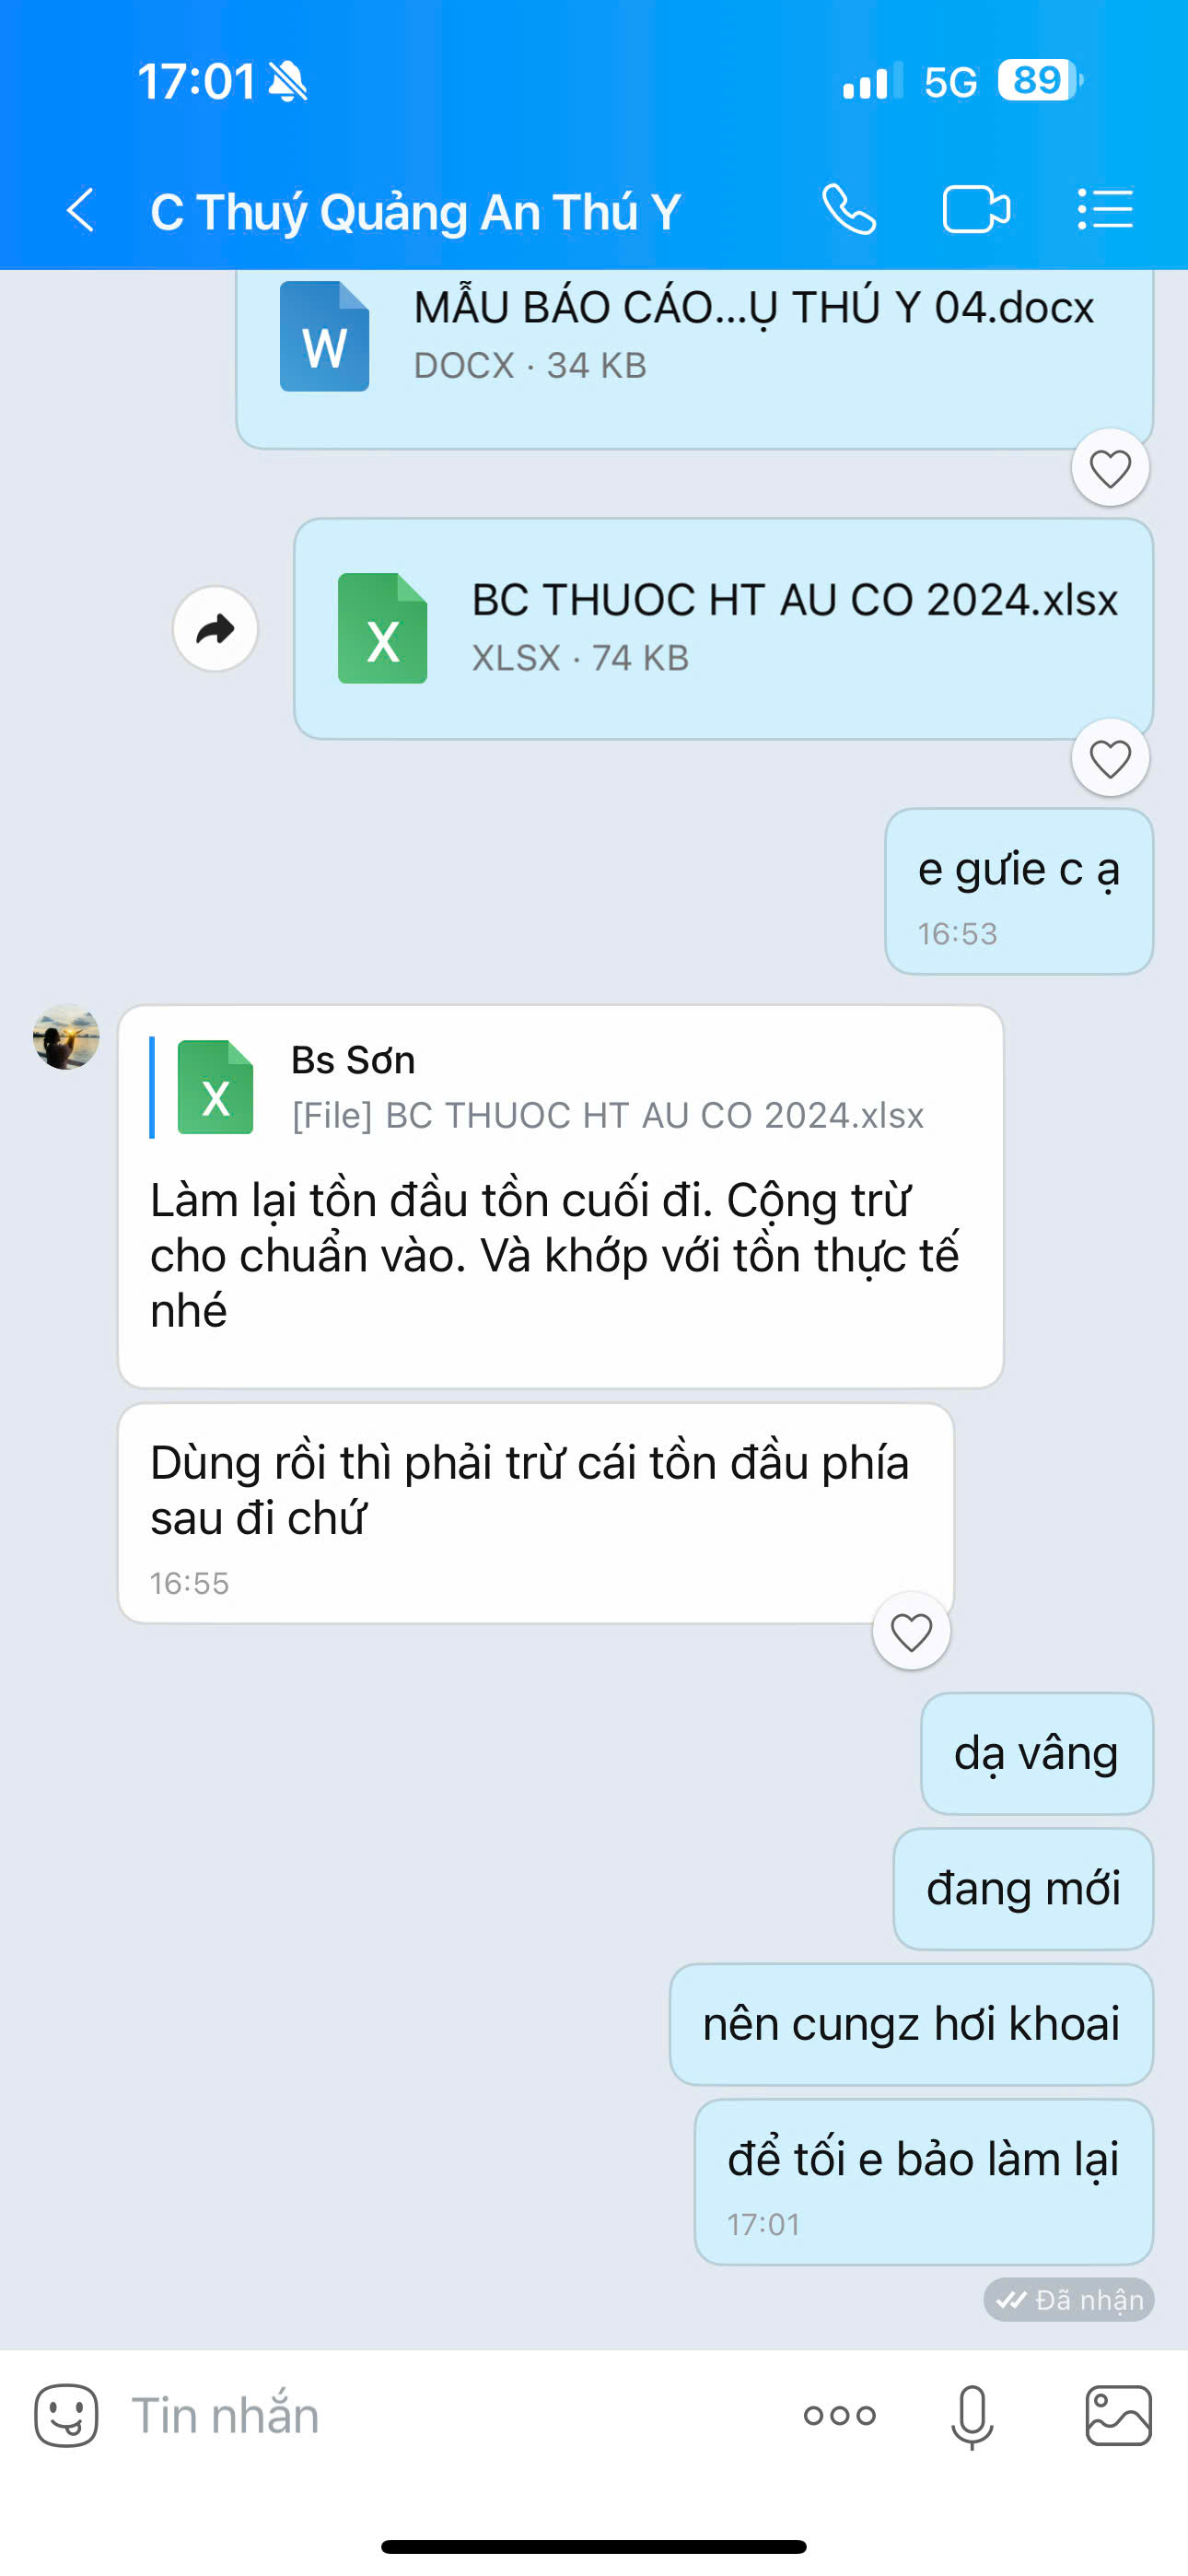 17:01
5G 89
C Thuý Quảng An Thú Y
W
MẪU BÁO CÁO...Ụ THÚ Y 04.docx
DOCX · 34 KB
X
BC THUOC HT AU CO 2024.xlsx
XLSX · 74 KB
e gưie c ạ
16:53
X
Bs Sơn
[File] BC THUOC HT AU CO 2024.xlsx
Làm lại tồn đầu tồn cuối đi. Cộng trừ
cho chuẩn vào. Và khớp với tồn thực tế
nhé
Dùng rồi thì phải trừ cái tồn đầu phía
sau đi chứ
16:55
dạ vâng
đang mới
nên cungz hơi khoai
để tối e bảo làm lại
17:01
Đã nhận
Tin nhắn